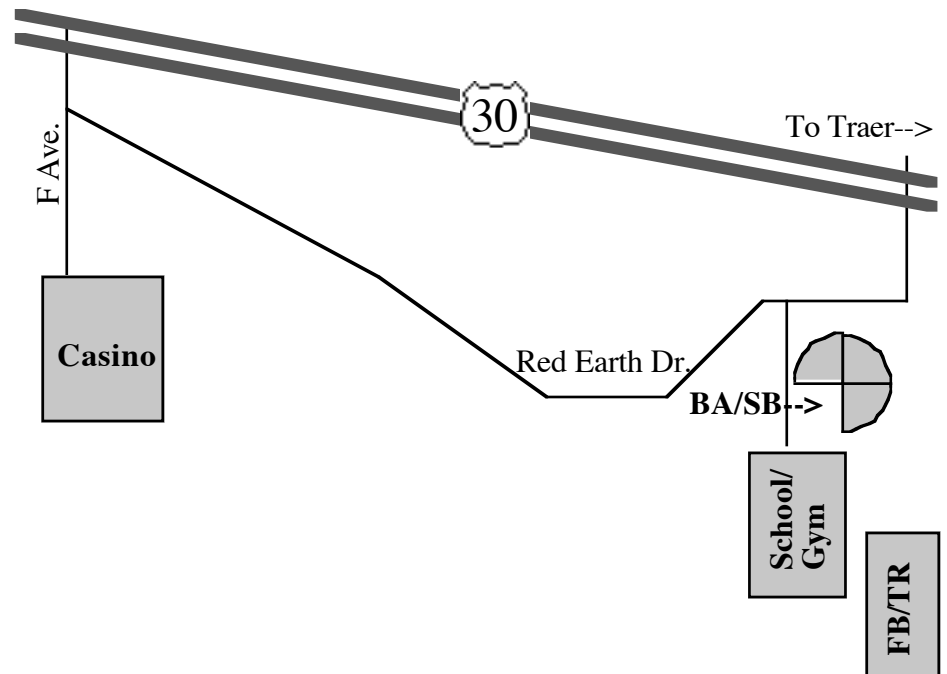 30
To Traer-->
F Ave.
Casino
Red Earth Dr.
BA/SB-->
School/
Gym
FB/TR